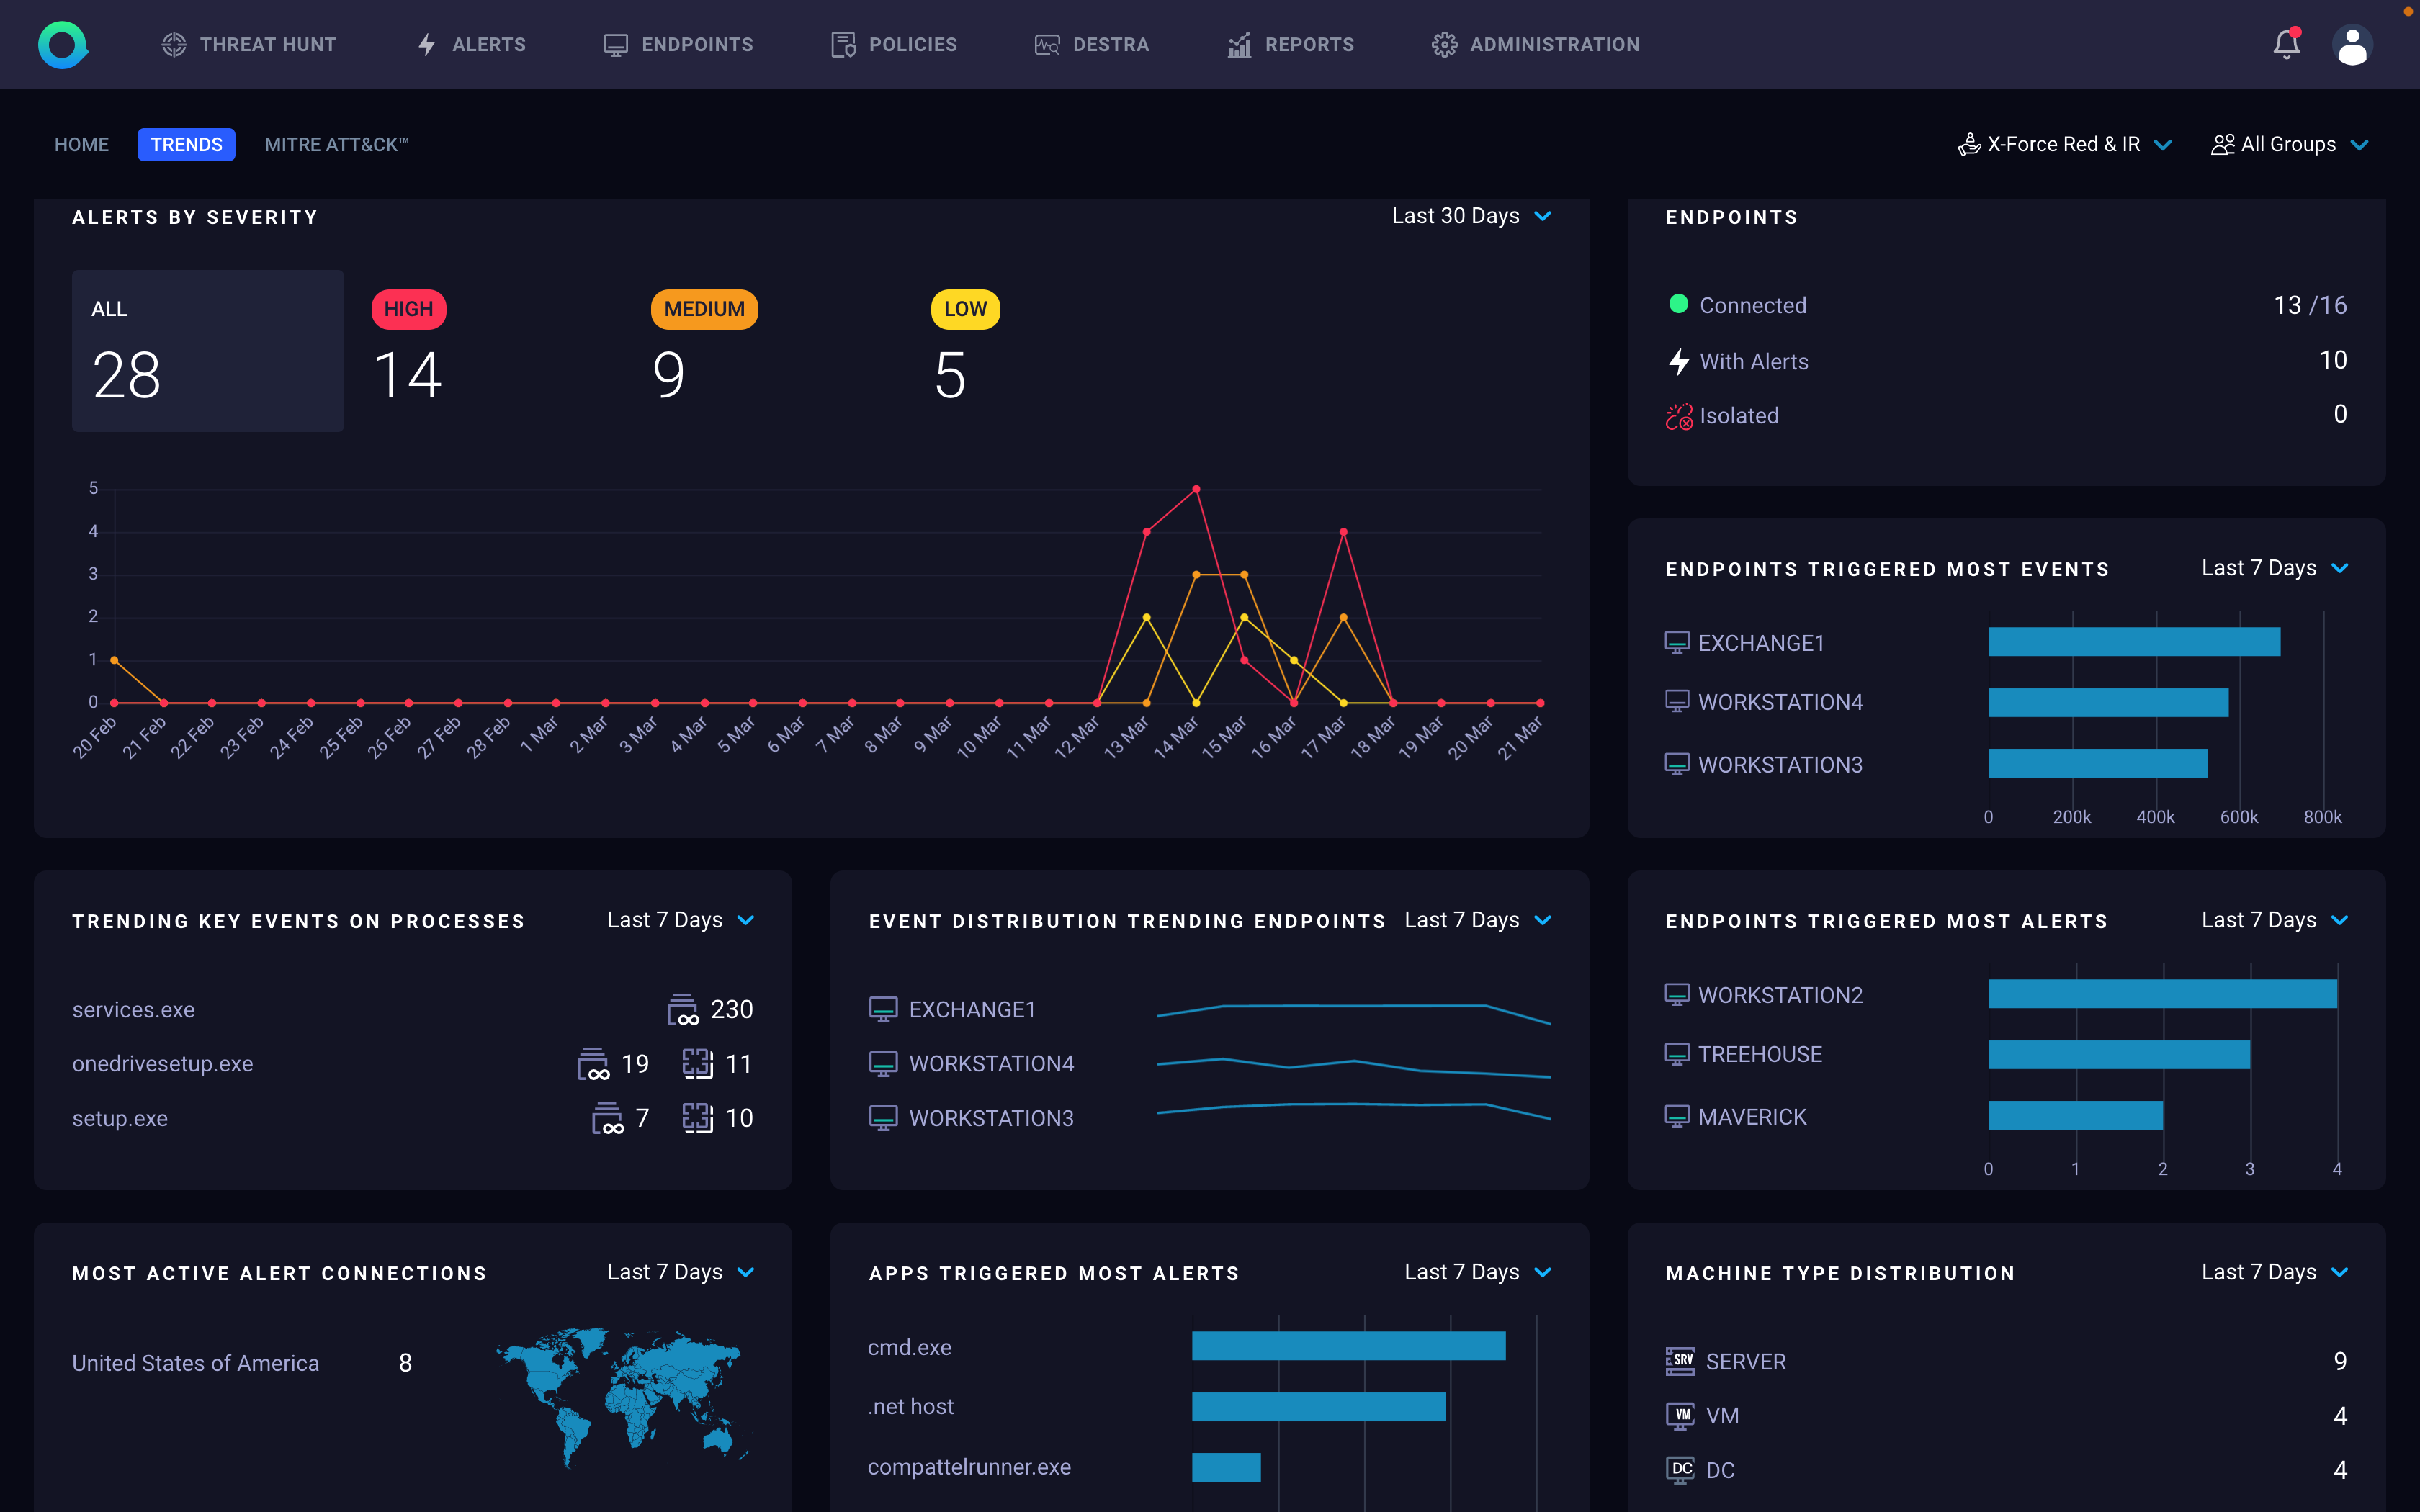 THREAT HUNT
ALERTS
ENDPOINTS
POLICIES
DESTRA
REPORTS
ADMINISTRATION
HOME
TRENDS
MITRE ATT&CK™
X-Force Red & IR
All Groups
ALERTS BY SEVERITY
Last 30 Days
ALL
28
HIGH
14
MEDIUM
9
LOW
5
5
4
3
2
1
0
20 Feb
21 Feb
22 Feb
23 Feb
24 Feb
25 Feb
26 Feb
27 Feb
28 Feb
1 Mar
2 Mar
3 Mar
4 Mar
5 Mar
6 Mar
7 Mar
8 Mar
9 Mar
10 Mar
11 Mar
12 Mar
13 Mar
14 Mar
15 Mar
16 Mar
17 Mar
18 Mar
19 Mar
20 Mar
21 Mar
ENDPOINTS
Connected
13 /16
With Alerts
10
Isolated
0
ENDPOINTS TRIGGERED MOST EVENTS
Last 7 Days
EXCHANGE1
WORKSTATION4
WORKSTATION3
0
200k
400k
600k
800k
TRENDING KEY EVENTS ON PROCESSES
Last 7 Days
services.exe
230
onedrivesetup.exe
19
11
setup.exe
7
10
EVENT DISTRIBUTION TRENDING ENDPOINTS
Last 7 Days
EXCHANGE1
WORKSTATION4
WORKSTATION3
ENDPOINTS TRIGGERED MOST ALERTS
Last 7 Days
WORKSTATION2
TREEHOUSE
MAVERICK
0
1
2
3
4
MOST ACTIVE ALERT CONNECTIONS
Last 7 Days
United States of America
8
APPS TRIGGERED MOST ALERTS
Last 7 Days
cmd.exe
.net host
compattelrunner.exe
MACHINE TYPE DISTRIBUTION
Last 7 Days
SRV
SERVER
9
VM
VM
4
DC
DC
4